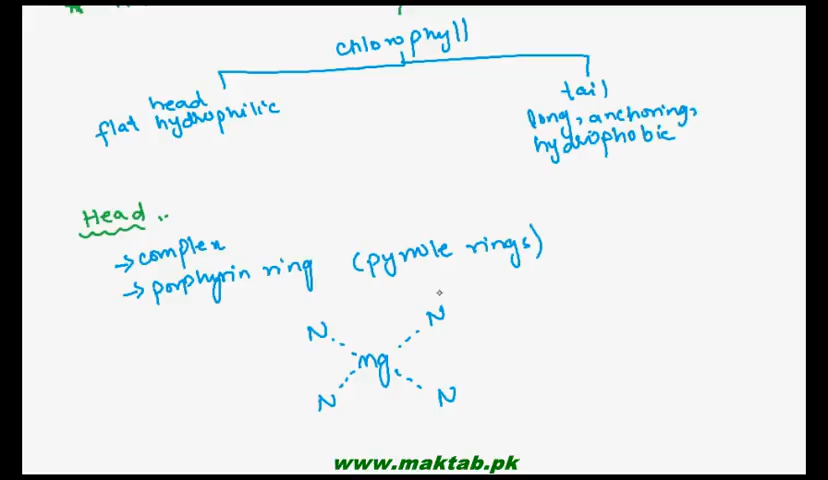 chlorophyll
head
flat hydrophilic
tail
long, anchoring,
hydrophobic
Head :.
→ complex
→ porphyrin ring (pyrrole rings)
N N
mg
N N
www.maktab.pk